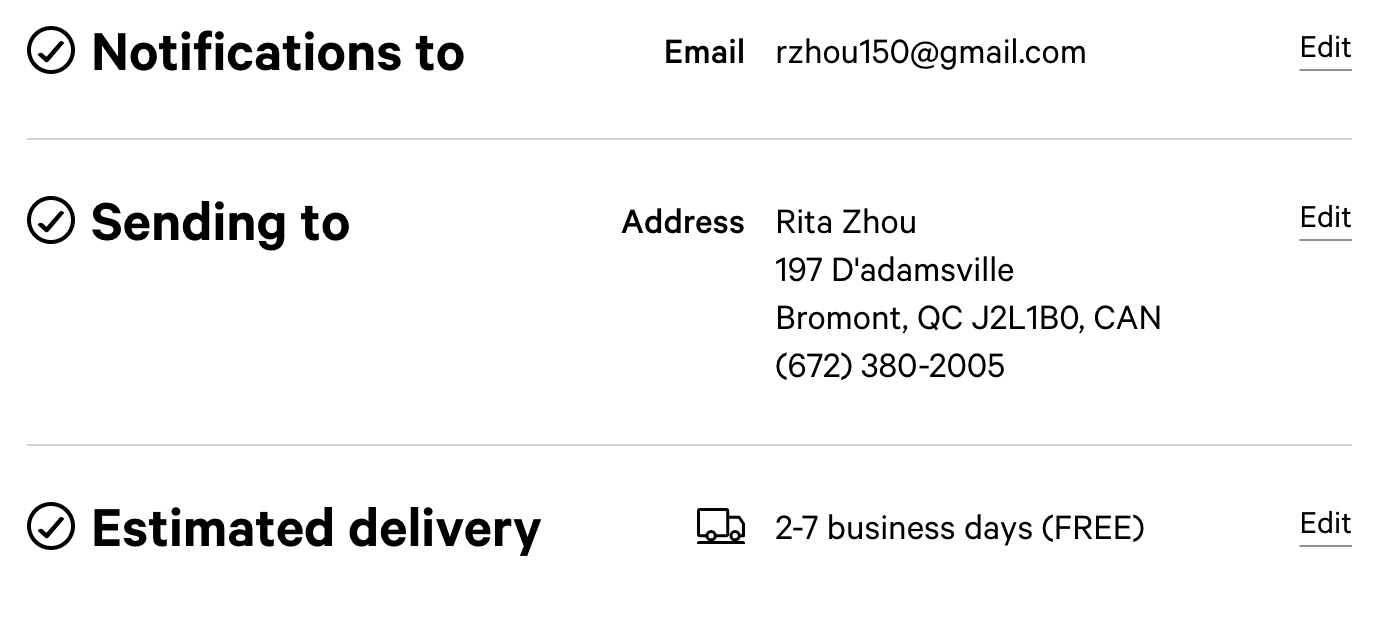 Notifications to Email rzhou150@gmail.com Edit
Sending to Address Rita Zhou Edit
197 D'adamsville
Bromont, QC J2L1B0, CAN
(672) 380-2005
Estimated delivery 2-7 business days (FREE) Edit